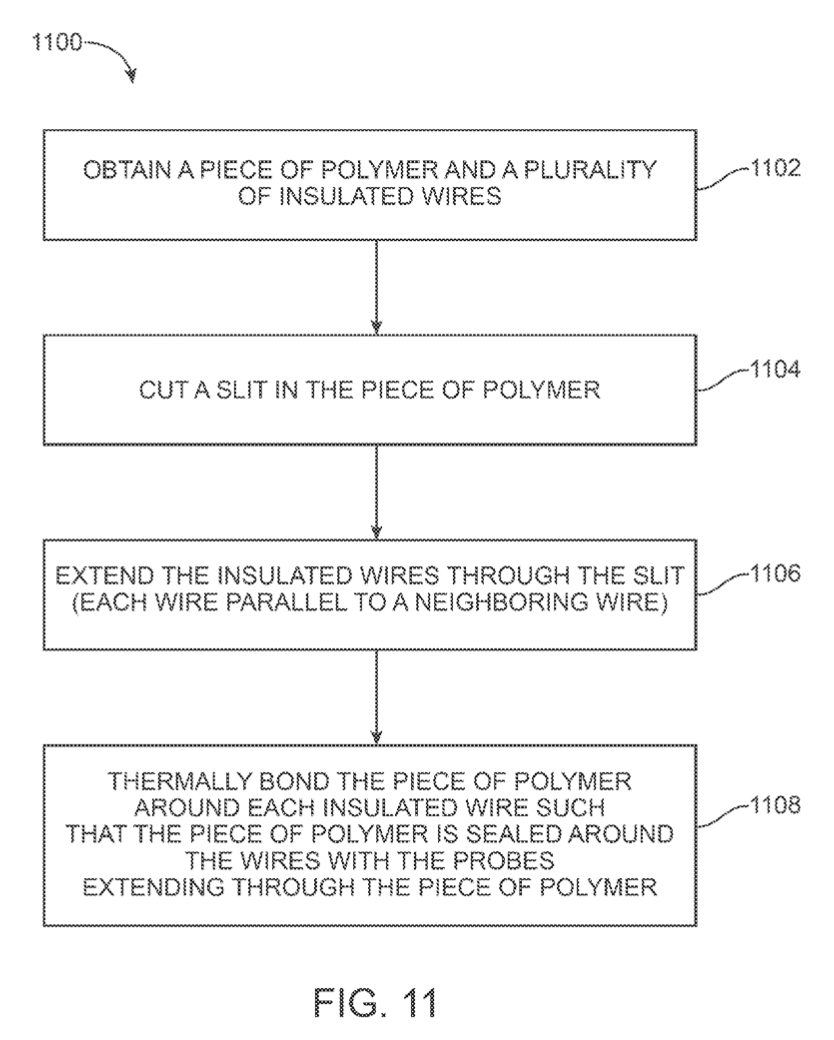 1100
OBTAIN A PIECE OF POLYMER AND A PLURALITY
OF INSULATED WIRES
1102
CUT A SLIT IN THE PIECE OF POLYMER
1104
EXTEND THE INSULATED WIRES THROUGH THE SLIT
(EACH WIRE PARALLEL TO A NEIGHBORING WIRE)
1106
THERMALLY BOND THE PIECE OF POLYMER
AROUND EACH INSULATED WIRE SUCH
THAT THE PIECE OF POLYMER IS SEALED AROUND
THE WIRES WITH THE PROBES
EXTENDING THROUGH THE PIECE OF POLYMER
1108
FIG. 11